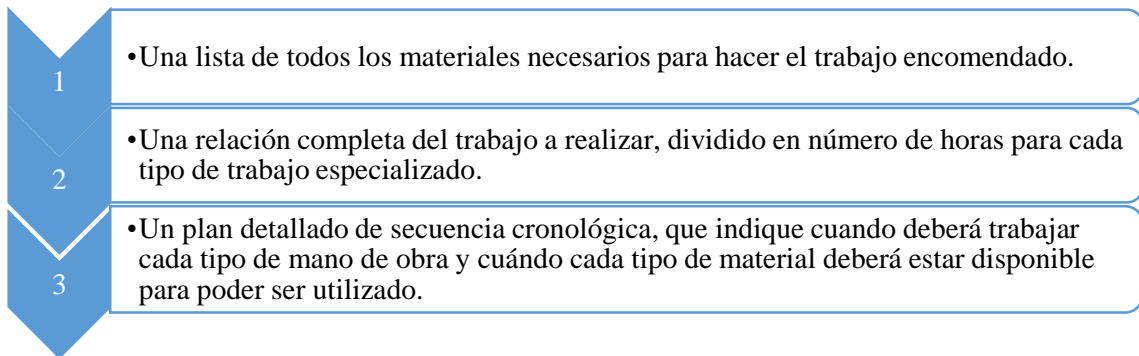 1
•Una lista de todos los materiales necesarios para hacer el trabajo encomendado.
2
•Una relación completa del trabajo a realizar, dividido en número de horas para cada
tipo de trabajo especializado.
3
•Un plan detallado de secuencia cronológica, que indique cuando deberá trabajar
cada tipo de mano de obra y cuándo cada tipo de material deberá estar disponible
para poder ser utilizado.